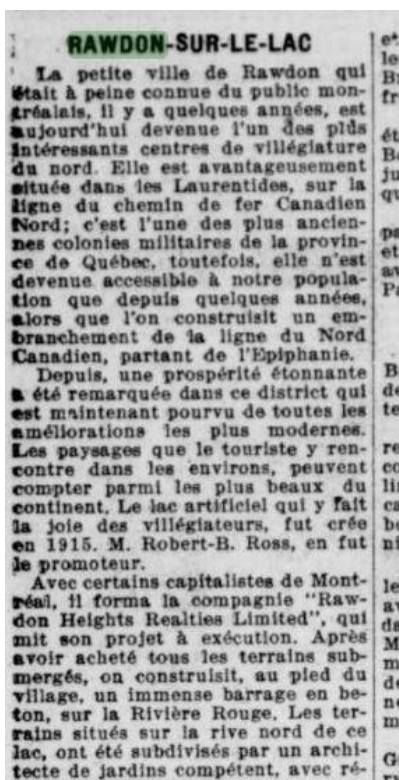 RAWDON-SUR-LE-LAC
La petite ville de Rawdon qui
était à peine connue du public mon-
tréalais, il y a quelques années, est
aujourd'hui devenue l'un des plus
intéressants centres de villégiature
du nord. Elle est avantageusement
située dans les Laurentides, sur la
ligne du chemin de fer Canadien
Nord; c'est l'une des plus ancien-
nes colonies militaires de la provin-
ce de Québec, toutefois, elle n'est
devenue accessible à notre popula-
tion que depuis quelques années,
alors que l'on construisit un em-
branchement de la ligne du Nord
Canadien, partant de l'Epiphanie.
Depuis, une prospérité étonnante
a été remarquée dans ce district qui
est maintenant pourvu de toutes les
améliorations les plus modernes.
Les paysages que le touriste y ren-
contre dans les environs, peuvent
compter parmi les plus beaux du
continent. Le lac artificiel qui y fait
la joie des villégiateurs, fut crée
en 1915. M. Robert-B. Ross, en fut
le promoteur.
Avec certains capitalistes de Mont-
réal, il forma la compagnie "Raw-
don Heights Realties Limited", qui
mit son projet à exécution. Après
avoir acheté tous les terrains sub-
mergés, on construisit, au pied du
village, un immense barrage en be-
ton, sur la Rivière Rouge. Les ter-
rains situés sur la rive nord de ce
lac, ont été subdivisés par un archi-
tecte de jardins compétent, avec ré-